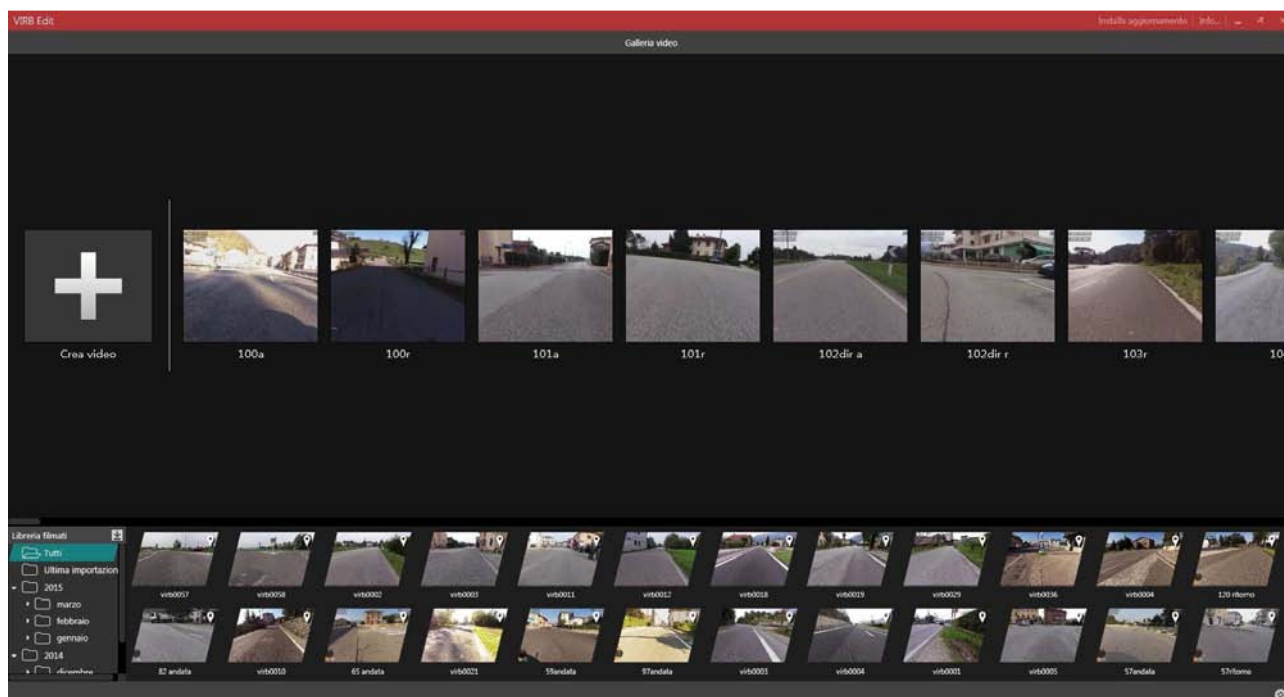 VIRB Edit
Installa aggiornamento
Info...
Galleria video
Crea video
100a
100r
101a
101r
102dir a
102dir r
103r
10
Libreria filmati
Tutti
Ultima importazion
2015
marzo
febbraio
gennaio
2014
dicembre
virb0057
virb0058
virb0002
virb0003
virb0011
virb0012
virb0018
virb0019
virb0029
virb0036
virb0004
120 ritorno
82 andata
virb0010
65 andata
virb0021
59andata
97andata
virb0003
virb0004
virb0001
virb0005
57andata
57ritorno